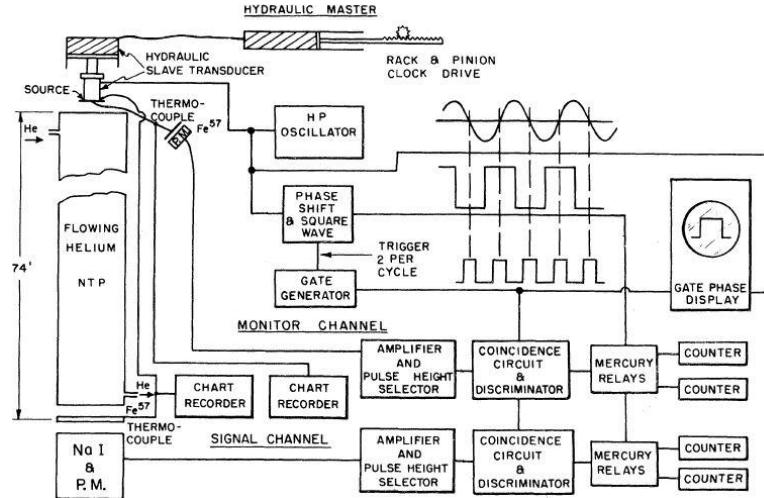 HYDRAULIC MASTER
HYDRAULIC
SLAVE TRANSDUCER
RACK & PINION
CLOCK DRIVE
SOURCE
THERMO-
COUPLE
Fe57
P.M.
He
HP
OSCILLATOR
PHASE
SHIFT
& SQUARE
WAVE
FLOWING
HELIUM
NTP
74'
TRIGGER
2 PER
CYCLE
GATE
GENERATOR
GATE PHASE
DISPLAY
MONITOR CHANNEL
AMPLIFIER
AND
PULSE HEIGHT
SELECTOR
COINCIDENCE
CIRCUIT
&
DISCRIMINATOR
MERCURY
RELAYS
COUNTER
COUNTER
He
Fe57
CHART
RECORDER
CHART
RECORDER
THERMO-
COUPLE
SIGNAL CHANNEL
Na I
&
P.M.
AMPLIFIER
AND
PULSE HEIGHT
SELECTOR
COINCIDENCE
CIRCUIT
&
DISCRIMINATOR
MERCURY
RELAYS
COUNTER
COUNTER